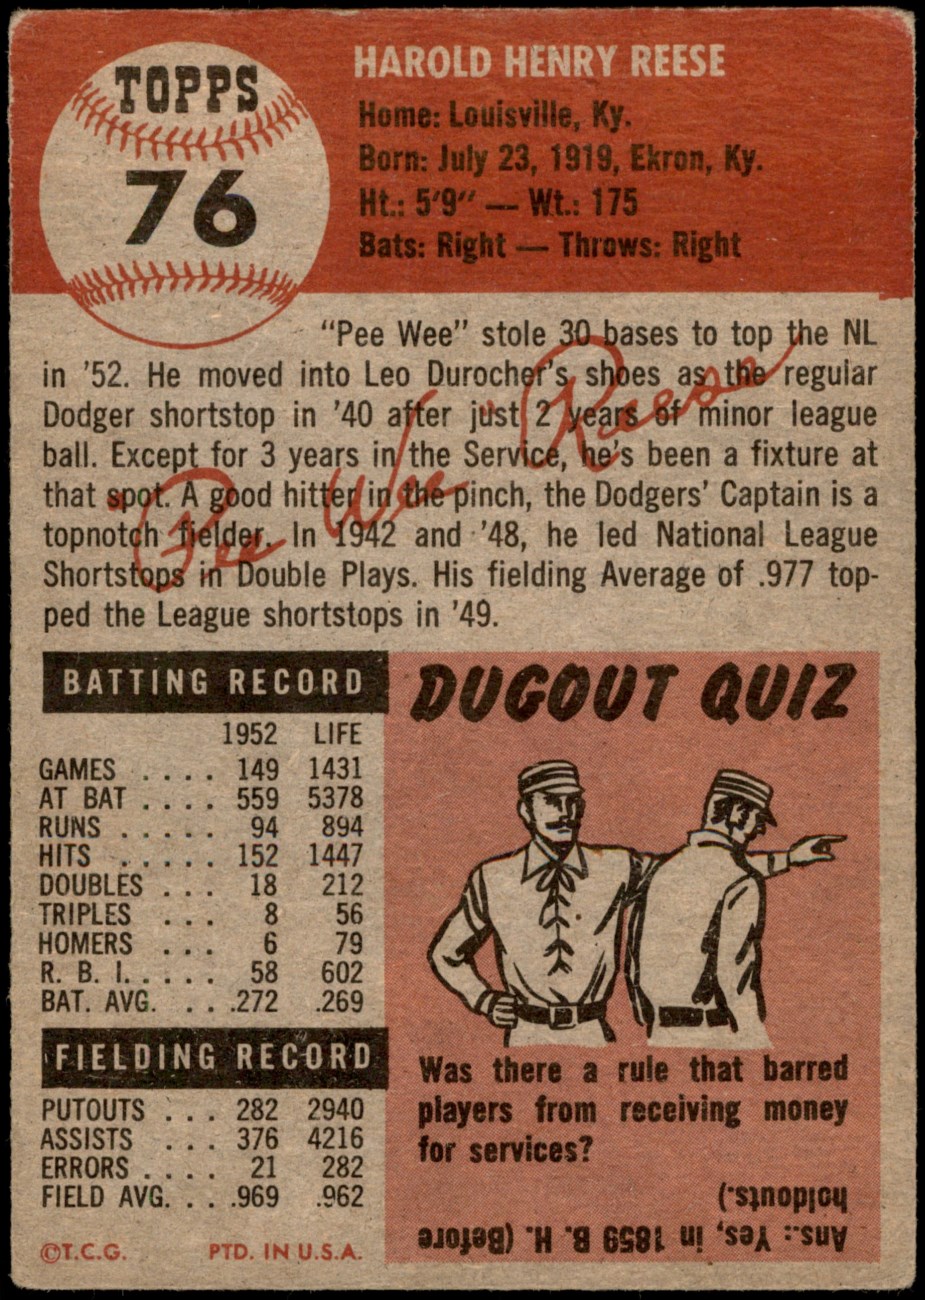 TOPPS
76
HAROLD HENRY REESE
Home: Louisville, Ky.
Born: July 23, 1919, Ekron, Ky.
Ht.: 5'9" — Wt.: 175
Bats: Right — Throws: Right
"Pee Wee" stole 30 bases to top the NL
in '52. He moved into Leo Durocher's shoes as the regular
Dodger shortstop in '40 after just 2 years of minor league
ball. Except for 3 years in the Service, he's been a fixture at
that spot. A good hitter in the pinch, the Dodgers' Captain is a
topnotch fielder. In 1942 and '48, he led National League
Shortstops in Double Plays. His fielding Average of .977 top-
ped the League shortstops in '49.
"Pee Wee" Reese
BATTING RECORD
1952 LIFE
GAMES .... 149 1431
AT BAT .... 559 5378
RUNS ..... 94 894
HITS ..... 152 1447
DOUBLES ... 18 212
TRIPLES ... 8 56
HOMERS ... 6 79
R. B. I. .... 58 602
BAT. AVG. ... .272 .269
FIELDING RECORD
PUTOUTS ... 282 2940
ASSISTS ... 376 4216
ERRORS .... 21 282
FIELD AVG. ... .969 .962
©T.C.G. PTD. IN U.S.A.
DUGOUT QUIZ
Was there a rule that barred
players from receiving money
for services?
Ans.: Yes, in 1859 B. H. (Before
holdouts.)